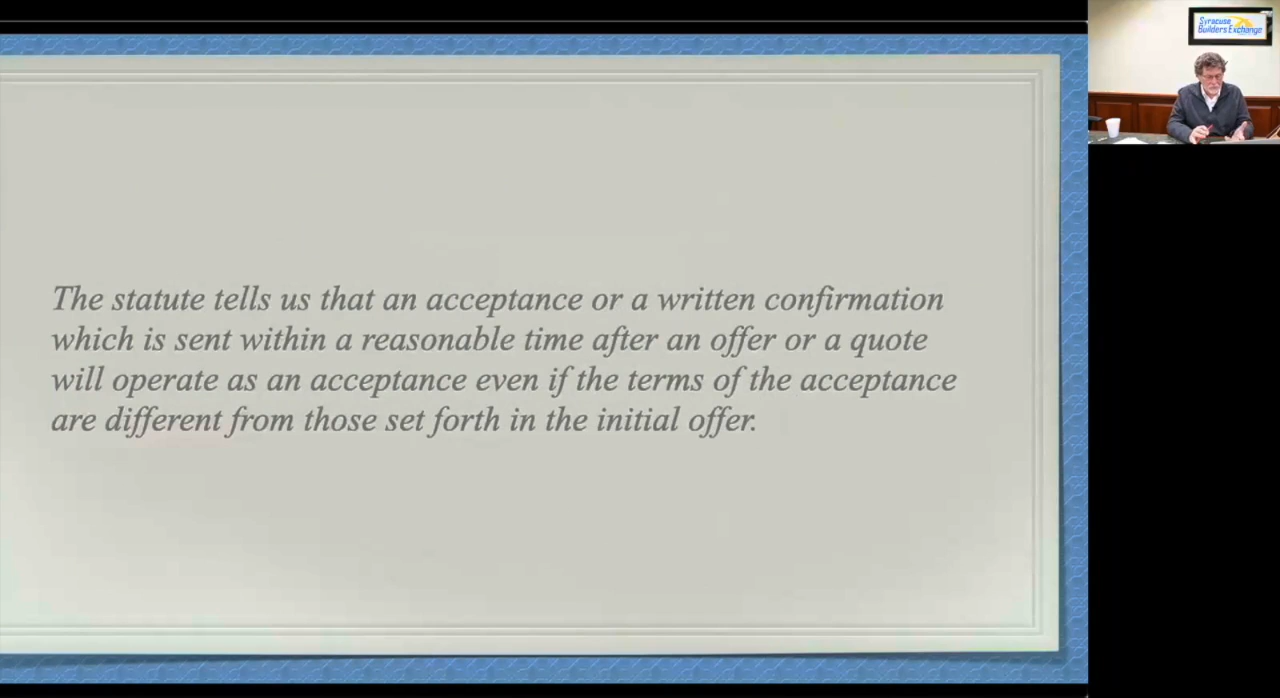 The statute tells us that an acceptance or a written confirmation
which is sent within a reasonable time after an offer or a quote
will operate as an acceptance even if the terms of the acceptance
are different from those set forth in the initial offer.
Syracuse
Builders Exchange